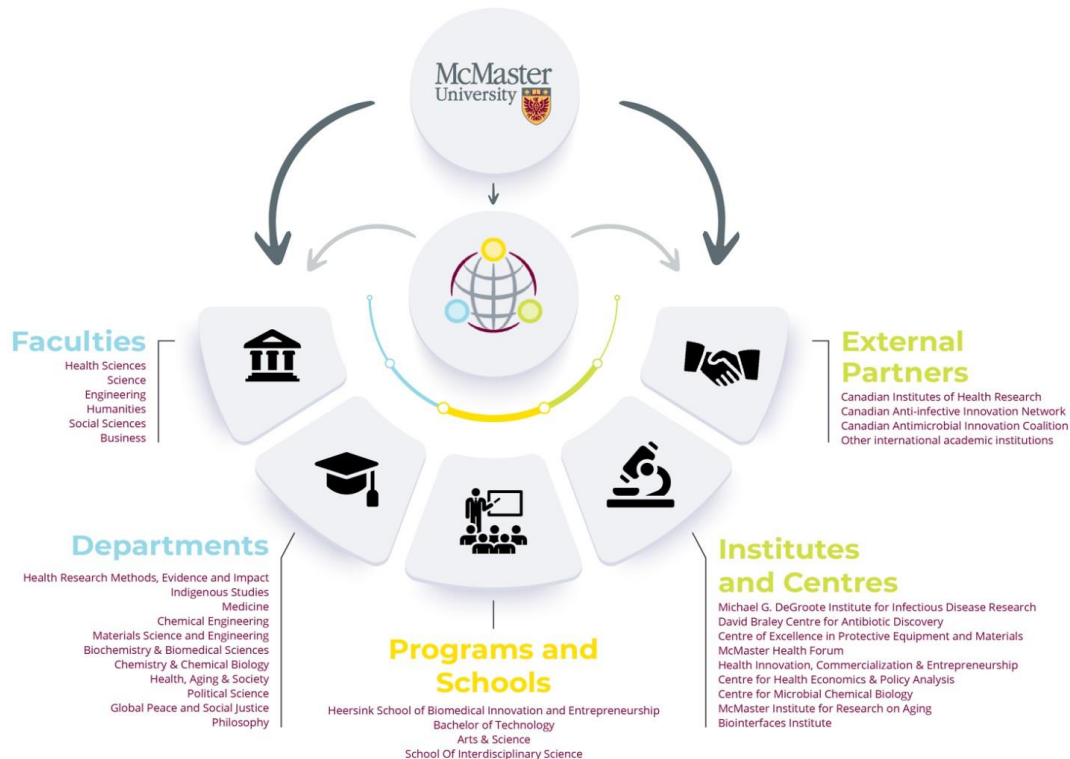 McMaster
University
Faculties
Health Sciences
Science
Engineering
Humanities
Social Sciences
Business
External
Partners
Canadian Institutes of Health Research
Canadian Anti-infective Innovation Network
Canadian Antimicrobial Innovation Coalition
Other international academic institutions
Departments
Health Research Methods, Evidence and Impact
Indigenous Studies
Medicine
Chemical Engineering
Materials Science and Engineering
Biochemistry & Biomedical Sciences
Chemistry & Chemical Biology
Health, Aging & Society
Political Science
Global Peace and Social Justice
Philosophy
Programs and
Schools
Heersink School of Biomedical Innovation and Entrepreneurship
Bachelor of Technology
Arts & Science
School Of Interdisciplinary Science
Institutes
and Centres
Michael G. DeGroote Institute for Infectious Disease Research
David Braley Centre for Antibiotic Discovery
Centre of Excellence in Protective Equipment and Materials
McMaster Health Forum
Health Innovation, Commercialization & Entrepreneurship
Centre for Health Economics & Policy Analysis
Centre for Microbial Chemical Biology
McMaster Institute for Research on Aging
Biointerfaces Institute